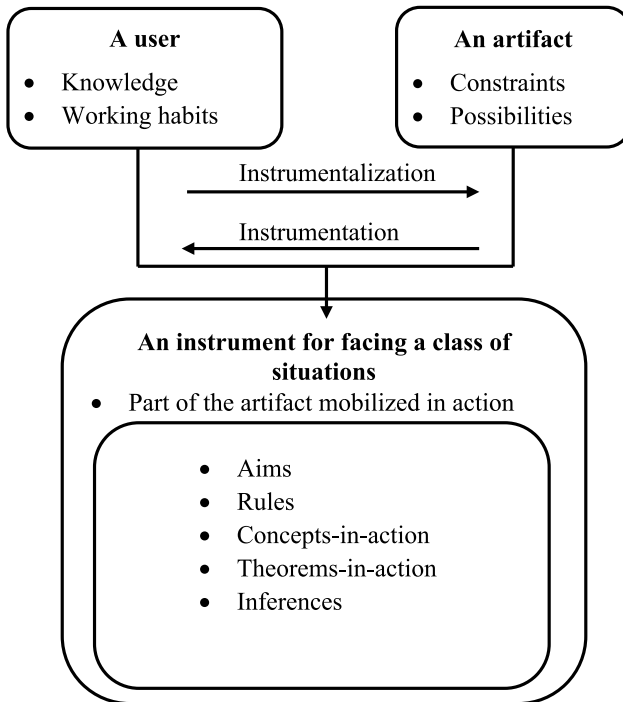 A user
• Knowledge
• Working habits
An artifact
• Constraints
• Possibilities
Instrumentalization
Instrumentation
An instrument for facing a class of
situations
• Part of the artifact mobilized in action
• Aims
• Rules
• Concepts-in-action
• Theorems-in-action
• Inferences